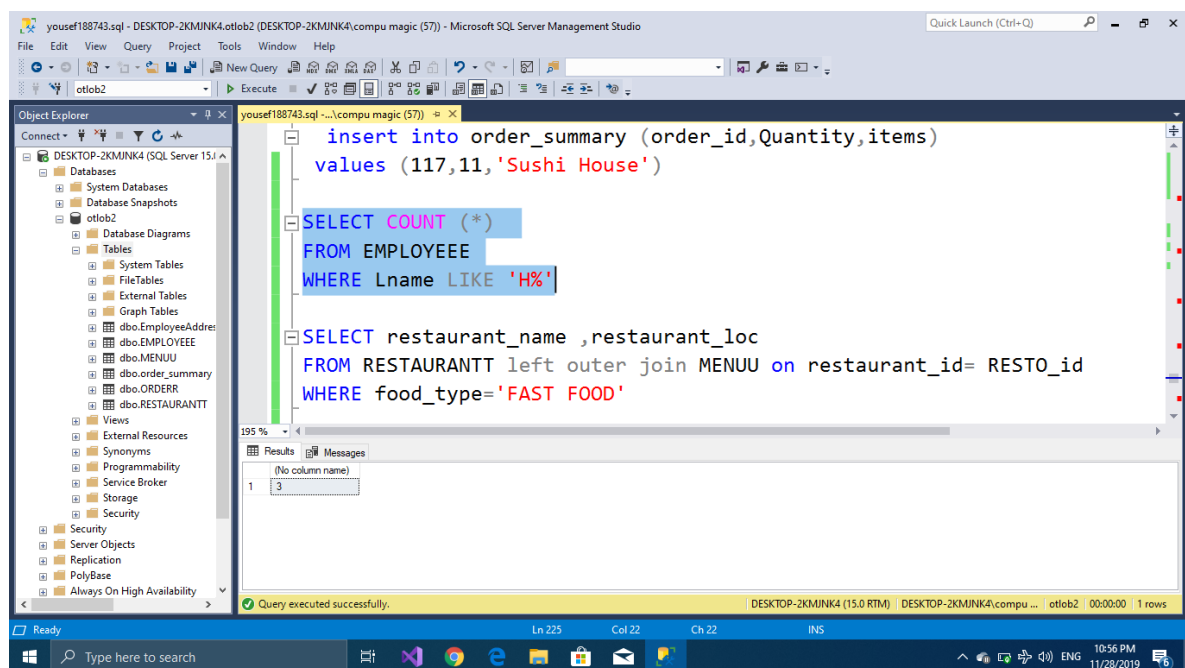 yousef188743.sql - DESKTOP-2KMJNK4.otlob2 (DESKTOP-2KMJNK4\compu magic (57)) - Microsoft SQL Server Management Studio
Quick Launch (Ctrl+Q)
File Edit View Query Project Tools Window Help
New Query
otlob2
Execute
Object Explorer
Connect
DESKTOP-2KMJNK4 (SQL Server 15.
Databases
System Databases
Database Snapshots
otlob2
Database Diagrams
Tables
System Tables
FileTables
External Tables
Graph Tables
dbo.EmployeeAddres
dbo.EMPLOYEEE
dbo.MENUU
dbo.order_summary
dbo.ORDERR
dbo.RESTAURANTT
Views
External Resources
Synonyms
Programmability
Service Broker
Storage
Security
Security
Server Objects
Replication
PolyBase
Always On High Availability
yousef188743.sql -...\compu magic (57))
insert into order_summary (order_id,Quantity,items)
values (117,11,'Sushi House')
SELECT COUNT (*)
FROM EMPLOYEEE
WHERE Lname LIKE 'H%'
SELECT restaurant_name ,restaurant_loc
FROM RESTAURANTT left outer join MENUU on restaurant_id= RESTO_id
WHERE food_type='FAST FOOD'
195 %
Results Messages
(No column name)
1 3
Query executed successfully.
DESKTOP-2KMJNK4 (15.0 RTM) DESKTOP-2KMJNK4\compu ... otlob2 00:00:00 1 rows
Ready Ln 225 Col 22 Ch 22 INS
Type here to search
ENG
10:56 PM
11/28/2019
6